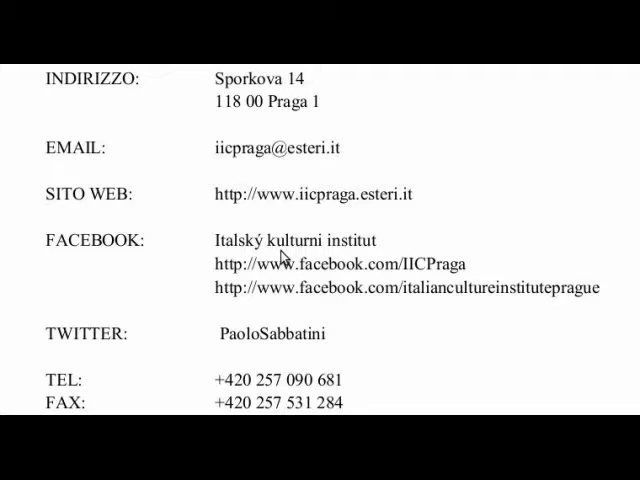 INDIRIZZO: Sporkova 14
118 00 Praga 1
EMAIL: iicpraga@esteri.it
SITO WEB: http://www.iicpraga.esteri.it
FACEBOOK: Italský kulturni institut
http://www.facebook.com/IICPraga
http://www.facebook.com/italiancultureinstituteprague
TWITTER: PaoloSabbatini
TEL: +420 257 090 681
FAX: +420 257 531 284